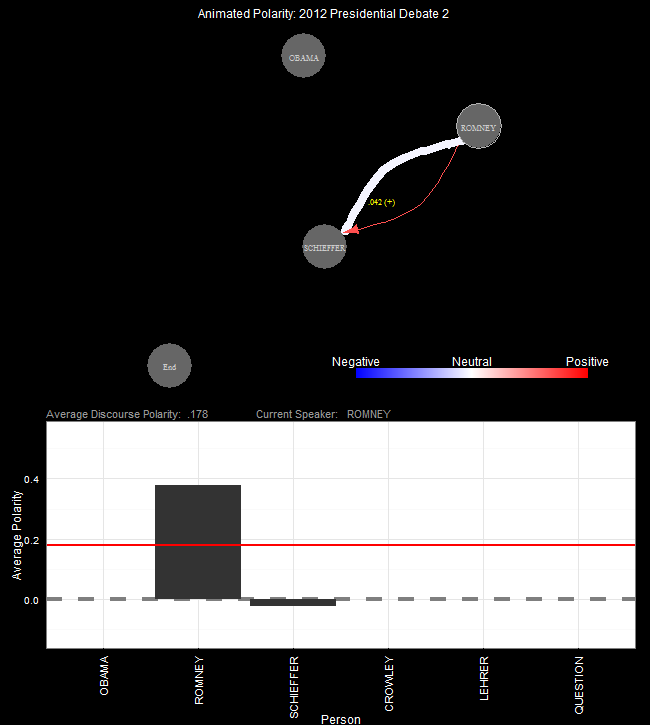 Animated Polarity: 2012 Presidential Debate 2
OBAMA
ROMNEY
.042 (+)
SCHIEFFER
End
Negative Neutral Positive
Average Discourse Polarity: .178 Current Speaker: ROMNEY
0.4
0.2
0.0
Average Polarity
OBAMA
ROMNEY
SCHIEFFER
CROWLEY
LEHRER
QUESTION
Person